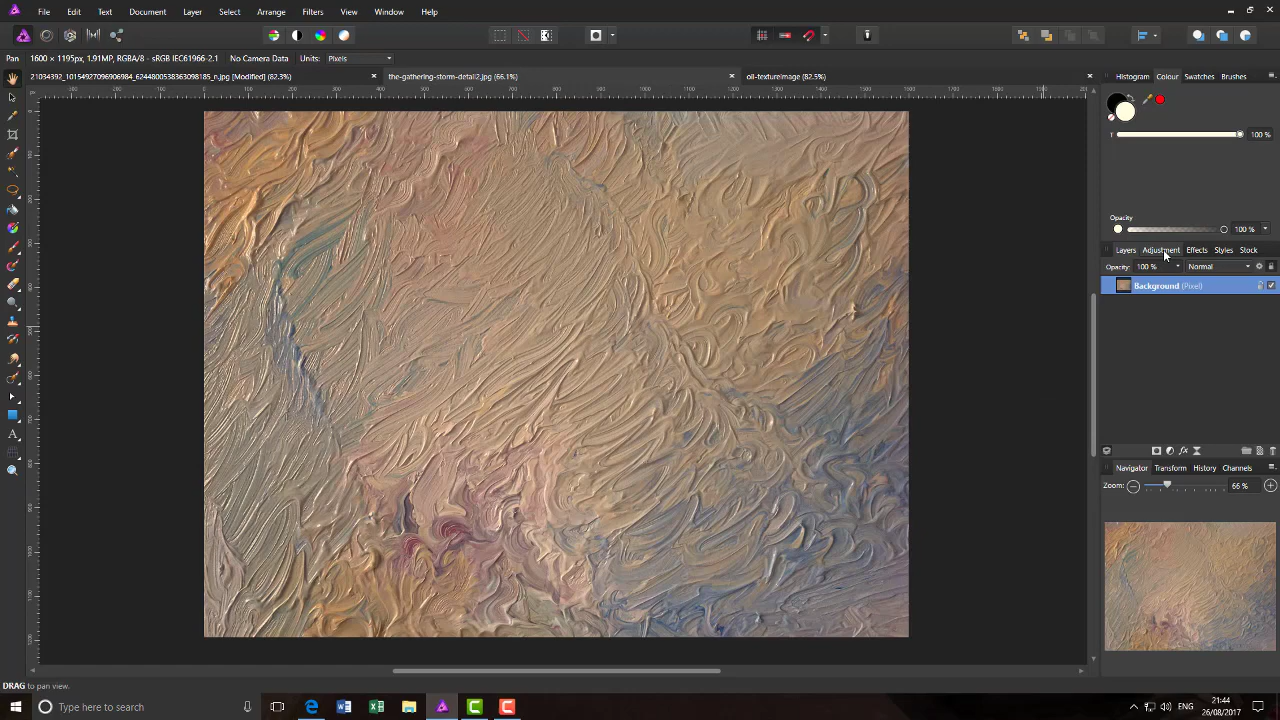 File Edit Text Document Layer Select Arrange Filters View Window Help
Pan 1600 x 1195px, 1.91MP, RGBA/8 - sRGB IEC61966-2.1 No Camera Data Units: Pixels
the-gathering-storm-detail2.jpg (66.1%) oil-textureimage (82.5%)
Histogram Colour Swatches Brushes
px
T 100 %
Opacity
100 %
Layers Adjustment Effects Styles Stock
Opacity: 100 % Normal
Background (Pixel)
Navigator Transform History Channels
Zoom: 66 %
DRAG to pan view.
Type here to search
ENG
21:44
26/08/2017